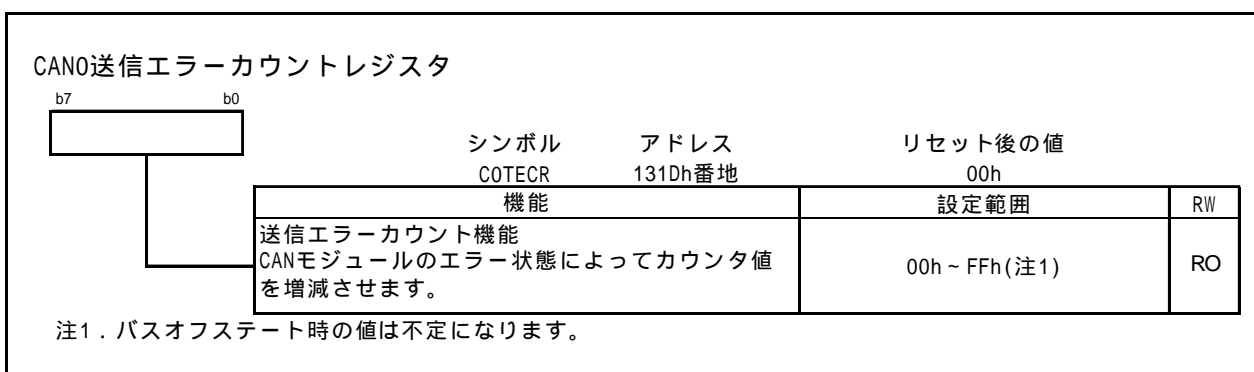 CAN0送信エラーカウントレジスタ
b7 b0
シンボル アドレス リセット後の値
C0TECR 131Dh番地 00h
機能 設定範囲 RW
送信エラーカウント機能
CANモジュールのエラー状態によってカウンタ値
を増減させます。
00h ~ FFh(注1) RO
注1．バスオフステート時の値は不定になります。